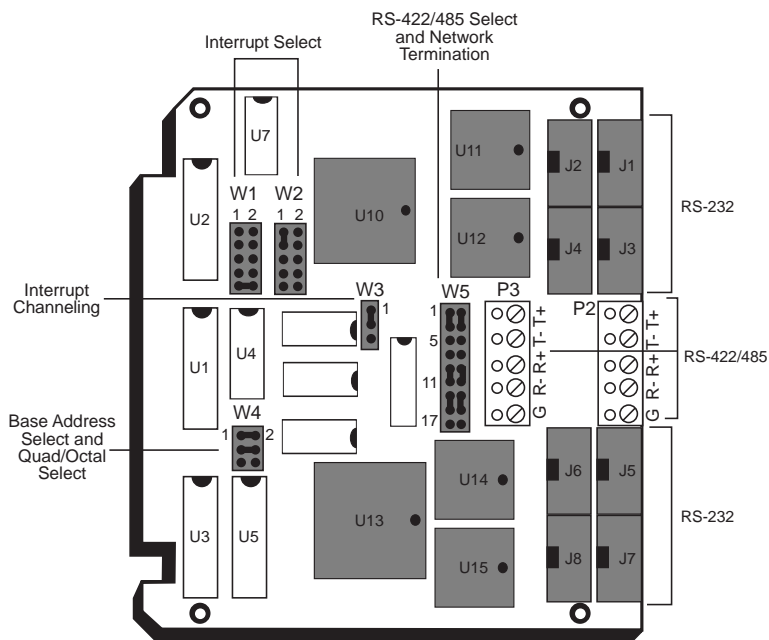 RS-422/485 Select
and Network
Termination
Interrupt Select
U7
U11
J2
J1
W1
W2
U2
1 2
1 2
U10
RS-232
U12
J4
J3
Interrupt
Channeling
W3
1
W5
P3
P2
1
5
11
17
G R- R+ T- T+
G R- R+ T- T+
RS-422/485
U1
U4
Base Address
Select and
Quad/Octal
Select
W4
1
2
U14
J6
J5
U3
U5
U13
RS-232
U15
J8
J7